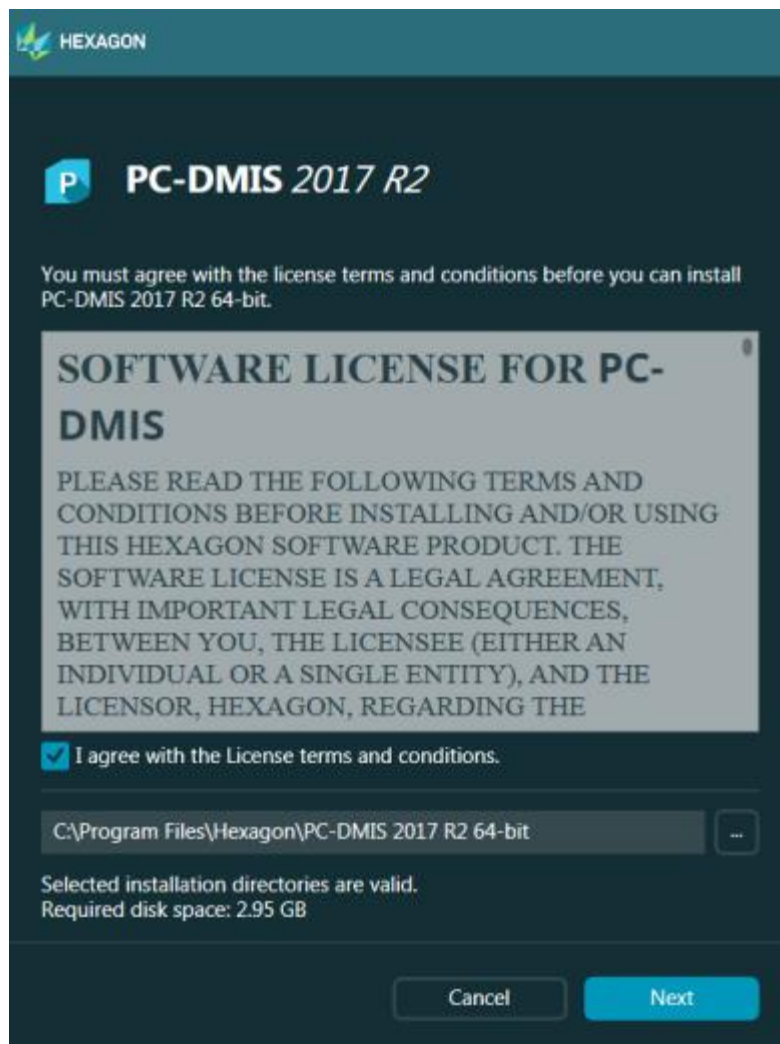 HEXAGON
P
PC-DMIS 2017 R2
You must agree with the license terms and conditions before you can install
PC-DMIS 2017 R2 64-bit.
SOFTWARE LICENSE FOR PC-
DMIS
PLEASE READ THE FOLLOWING TERMS AND
CONDITIONS BEFORE INSTALLING AND/OR USING
THIS HEXAGON SOFTWARE PRODUCT. THE
SOFTWARE LICENSE IS A LEGAL AGREEMENT,
WITH IMPORTANT LEGAL CONSEQUENCES,
BETWEEN YOU, THE LICENSEE (EITHER AN
INDIVIDUAL OR A SINGLE ENTITY), AND THE
LICENSOR, HEXAGON, REGARDING THE
I agree with the License terms and conditions.
C:\Program Files\Hexagon\PC-DMIS 2017 R2 64-bit ...
Selected installation directories are valid.
Required disk space: 2.95 GB
Cancel Next